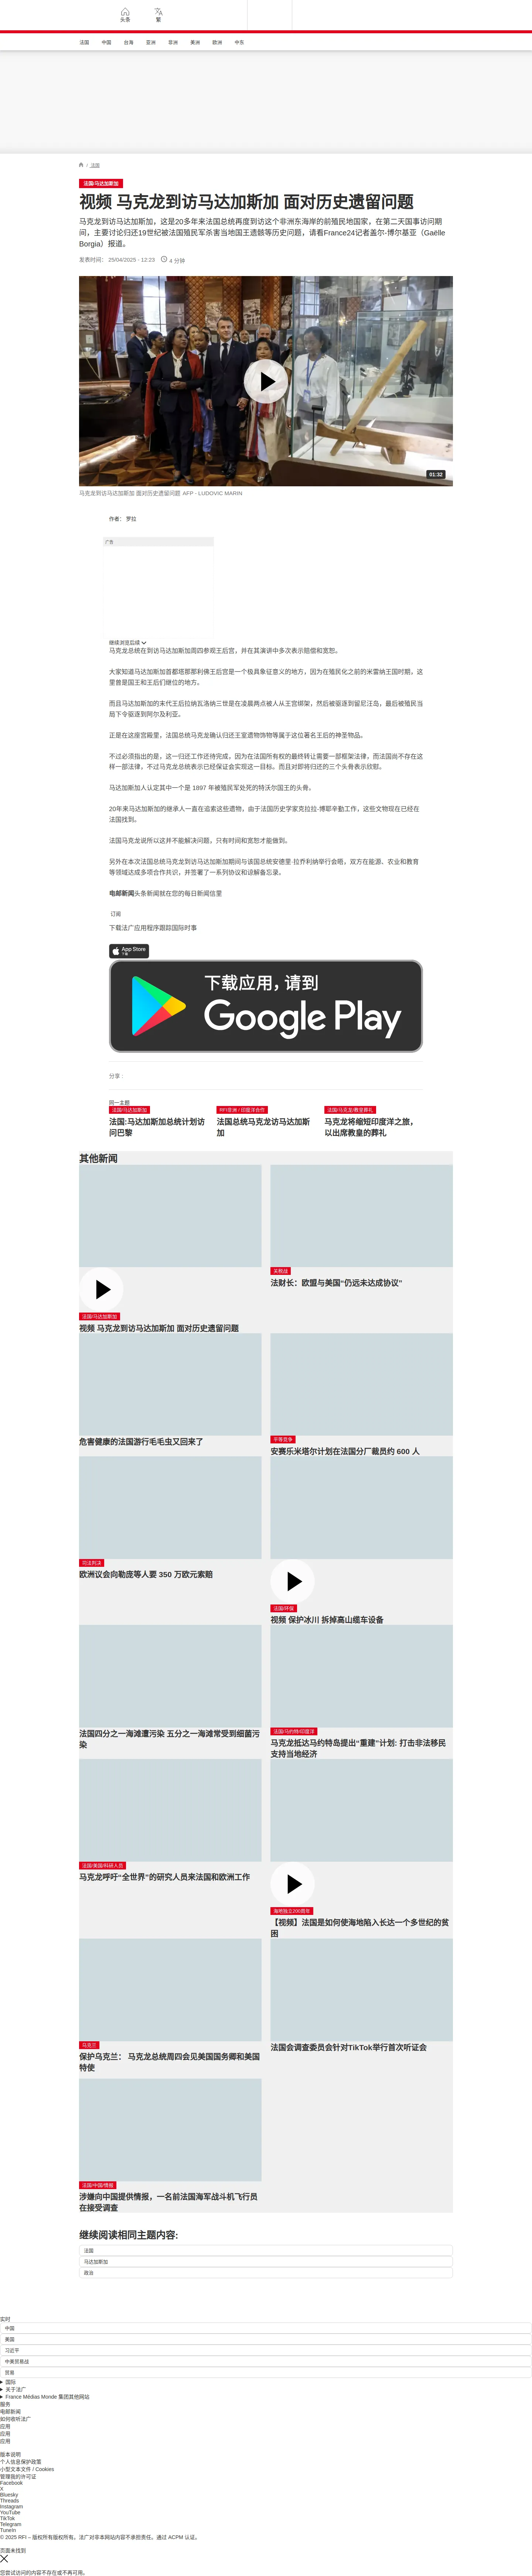 头条
繁
法国
中国
台海
亚洲
非洲
美洲
欧洲
中东
/ 法国
法国/马达加斯加
视频 马克龙到访马达加斯加 面对历史遗留问题
马克龙到访马达加斯加，这是20多年来法国总统再度到访这个非洲东海岸的前殖民地国家，在第二天国事访问期
间，主要讨论归还19世纪被法国殖民军杀害当地国王遗骸等历史问题，请看France24记者盖尔-博尔基亚（Gaëlle
Borgia）报道。
发表时间： 25/04/2025 - 12:23
4 分钟
01:32
马克龙到访马达加斯加 面对历史遗留问题 AFP - LUDOVIC MARIN
作者： 罗拉
广告
继续浏览后续
马克龙总统在到访马达加斯加周四参观王后宫，并在其演讲中多次表示赔偿和宽恕。
大家知道马达加斯加首都塔那那利佛王后宫是一个极具象征意义的地方，因为在殖民化之前的米雷纳王国时期，这
里曾是国王和王后们继位的地方。
而且马达加斯加的末代王后拉纳瓦洛纳三世是在凌晨两点被人从王宫绑架，然后被驱逐到留尼汪岛，最后被殖民当
局下令驱逐到阿尔及利亚。
正是在这座宫殿里，法国总统马克龙确认归还王室遗物饰物等属于这位著名王后的神圣物品。
不过必须指出的是，这一归还工作还待完成，因为在法国所有权的最终转让需要一部框架法律，而法国尚不存在这
样一部法律，不过马克龙总统表示已经保证会实现这一目标。而且对即将归还的三个头骨表示欣慰。
马达加斯加人认定其中一个是 1897 年被殖民军处死的特沃尔国王的头骨。
20年来马达加斯加的继承人一直在追索这些遗物，由于法国历史学家克拉拉-博耶辛勤工作，这些文物现在已经在
法国找到。
法国马克龙说所以这并不能解决问题，只有时间和宽恕才能做到。
另外在本次法国总统马克龙到访马达加斯加期间与该国总统安德里·拉乔利纳举行会晤，双方在能源、农业和教育
等领域达成多项合作共识，并签署了一系列协议和谅解备忘录。
电邮新闻头条新闻就在您的每日新闻信里
订阅
下载法广应用程序跟踪国际时事
App Store
下载
下载应用，请到
Google Play
分享 :
同一主题
法国/马达加斯加
法国:马达加斯加总统计划访
问巴黎
RFI非洲 / 印度洋合作
法国总统马克龙访马达加斯
加
法国/马克龙/教皇葬礼
马克龙将缩短印度洋之旅，
以出席教皇的葬礼
其他新闻
法国/马达加斯加
视频 马克龙到访马达加斯加 面对历史遗留问题
关税战
法财长：欧盟与美国“仍远未达成协议”
危害健康的法国游行毛毛虫又回来了
平等竞争
安赛乐米塔尔计划在法国分厂裁员约 600 人
司法判决
欧洲议会向勒庞等人要 350 万欧元索赔
法国/环保
视频 保护冰川 拆掉高山缆车设备
法国四分之一海滩遭污染 五分之一海滩常受到细菌污
染
法国/马约特/印度洋
马克龙抵达马约特岛提出“重建”计划: 打击非法移民
支持当地经济
法国/美国/科研人员
马克龙呼吁“全世界”的研究人员来法国和欧洲工作
海地独立200周年
【视频】法国是如何使海地陷入长达一个多世纪的贫
困
乌克兰
保护乌克兰： 马克龙总统周四会见美国国务卿和美国
特使
法国会调查委员会针对TikTok举行首次听证会
法国/中国/情报
涉嫌向中国提供情报，一名前法国海军战斗机飞行员
在接受调查
继续阅读相同主题内容:
法国
马达加斯加
政治
实时
中国
美国
习近平
中美贸易战
贸易
国际
关于法广
France Médias Monde 集团其他网站
服务
电邮新闻
如何收听法广
应用
应用
应用
版本说明
个人信息保护政策
小型文本文件 / Cookies
管理我的许可证
Facebook
X
Bluesky
Threads
Instagram
YouTube
TikTok
Telegram
TuneIn
© 2025 RFI – 版权所有版权所有。法广对非本网站内容不承担责任。通过 ACPM 认证。
页面未找到
您尝试访问的内容不存在或不再可用。